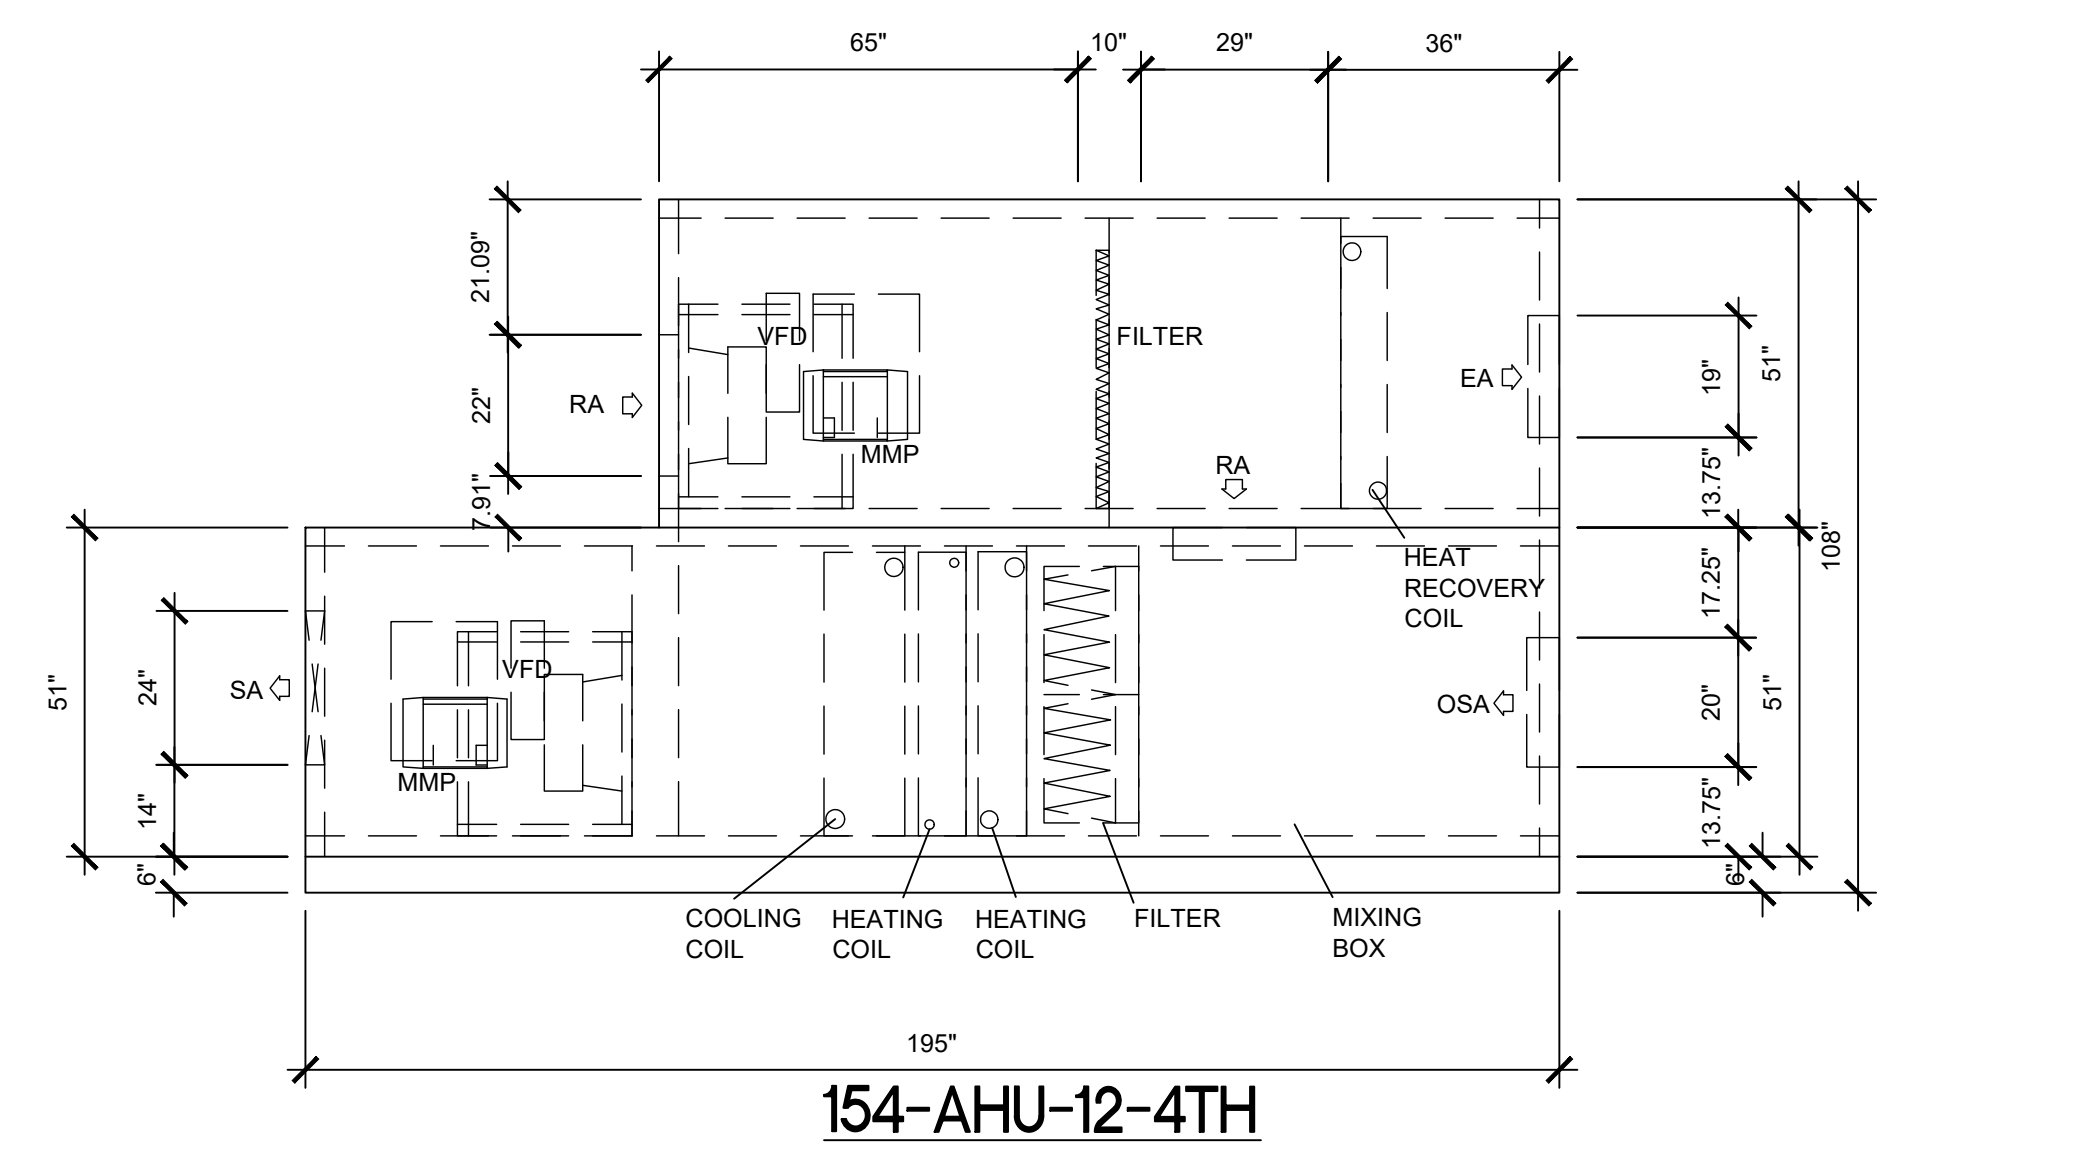 65"
10"
29"
36"
21.09"
22"
7.91"
VFD
FILTER
RA
MMP
RA
EA
19"
51"
13.75"
108"
HEAT
RECOVERY
COIL
17.25"
51"
24"
14"
6"
SA
VFD
MMP
OSA
20"
51"
13.75"
6"
COOLING
COIL
HEATING
COIL
HEATING
COIL
FILTER
MIXING
BOX
195"
154-AHU-12-4TH